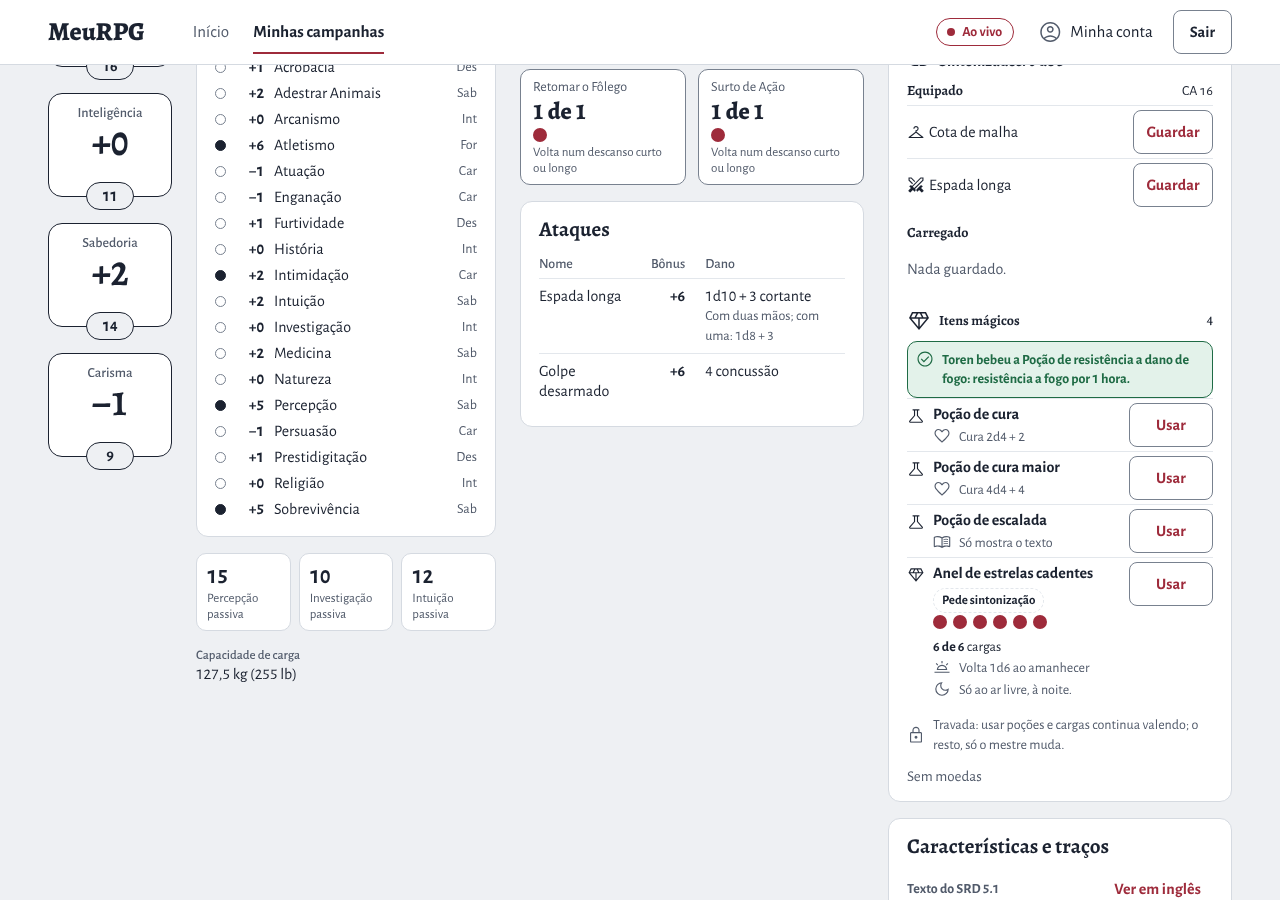 MeuRPG
Início
Minhas campanhas
Ao vivo
Minha conta
Sair
16
Inteligência
+0
11
Sabedoria
+2
14
Carisma
−1
9
+1 Acrobacia Des
+2 Adestrar Animais Sab
+0 Arcanismo Int
+6 Atletismo For
−1 Atuação Car
−1 Enganação Car
+1 Furtividade Des
+0 História Int
+2 Intimidação Car
+2 Intuição Sab
+0 Investigação Int
+2 Medicina Sab
+0 Natureza Int
+5 Percepção Sab
−1 Persuasão Car
+1 Prestidigitação Des
+0 Religião Int
+5 Sobrevivência Sab
15
Percepção
passiva
10
Investigação
passiva
12
Intuição
passiva
Capacidade de carga
127,5 kg (255 lb)
Retomar o Fôlego
1 de 1
Volta num descanso curto
ou longo
Surto de Ação
1 de 1
Volta num descanso curto
ou longo
Ataques
Nome Bônus Dano
Espada longa +6 1d10 + 3 cortante
Com duas mãos; com
uma: 1d8 + 3
Golpe
desarmado
+6 4 concussão
Equipado CA 16
Cota de malha Guardar
Espada longa Guardar
Carregado
Nada guardado.
Itens mágicos 4
Toren bebeu a Poção de resistência a dano de
fogo: resistência a fogo por 1 hora.
Poção de cura
Cura 2d4 + 2
Usar
Poção de cura maior
Cura 4d4 + 4
Usar
Poção de escalada
Só mostra o texto
Usar
Anel de estrelas cadentes
Usar
Pede sintonização
6 de 6 cargas
Volta 1d6 ao amanhecer
Só ao ar livre, à noite.
Travada: usar poções e cargas continua valendo; o
resto, só o mestre muda.
Sem moedas
Características e traços
Texto do SRD 5.1
Ver em inglês